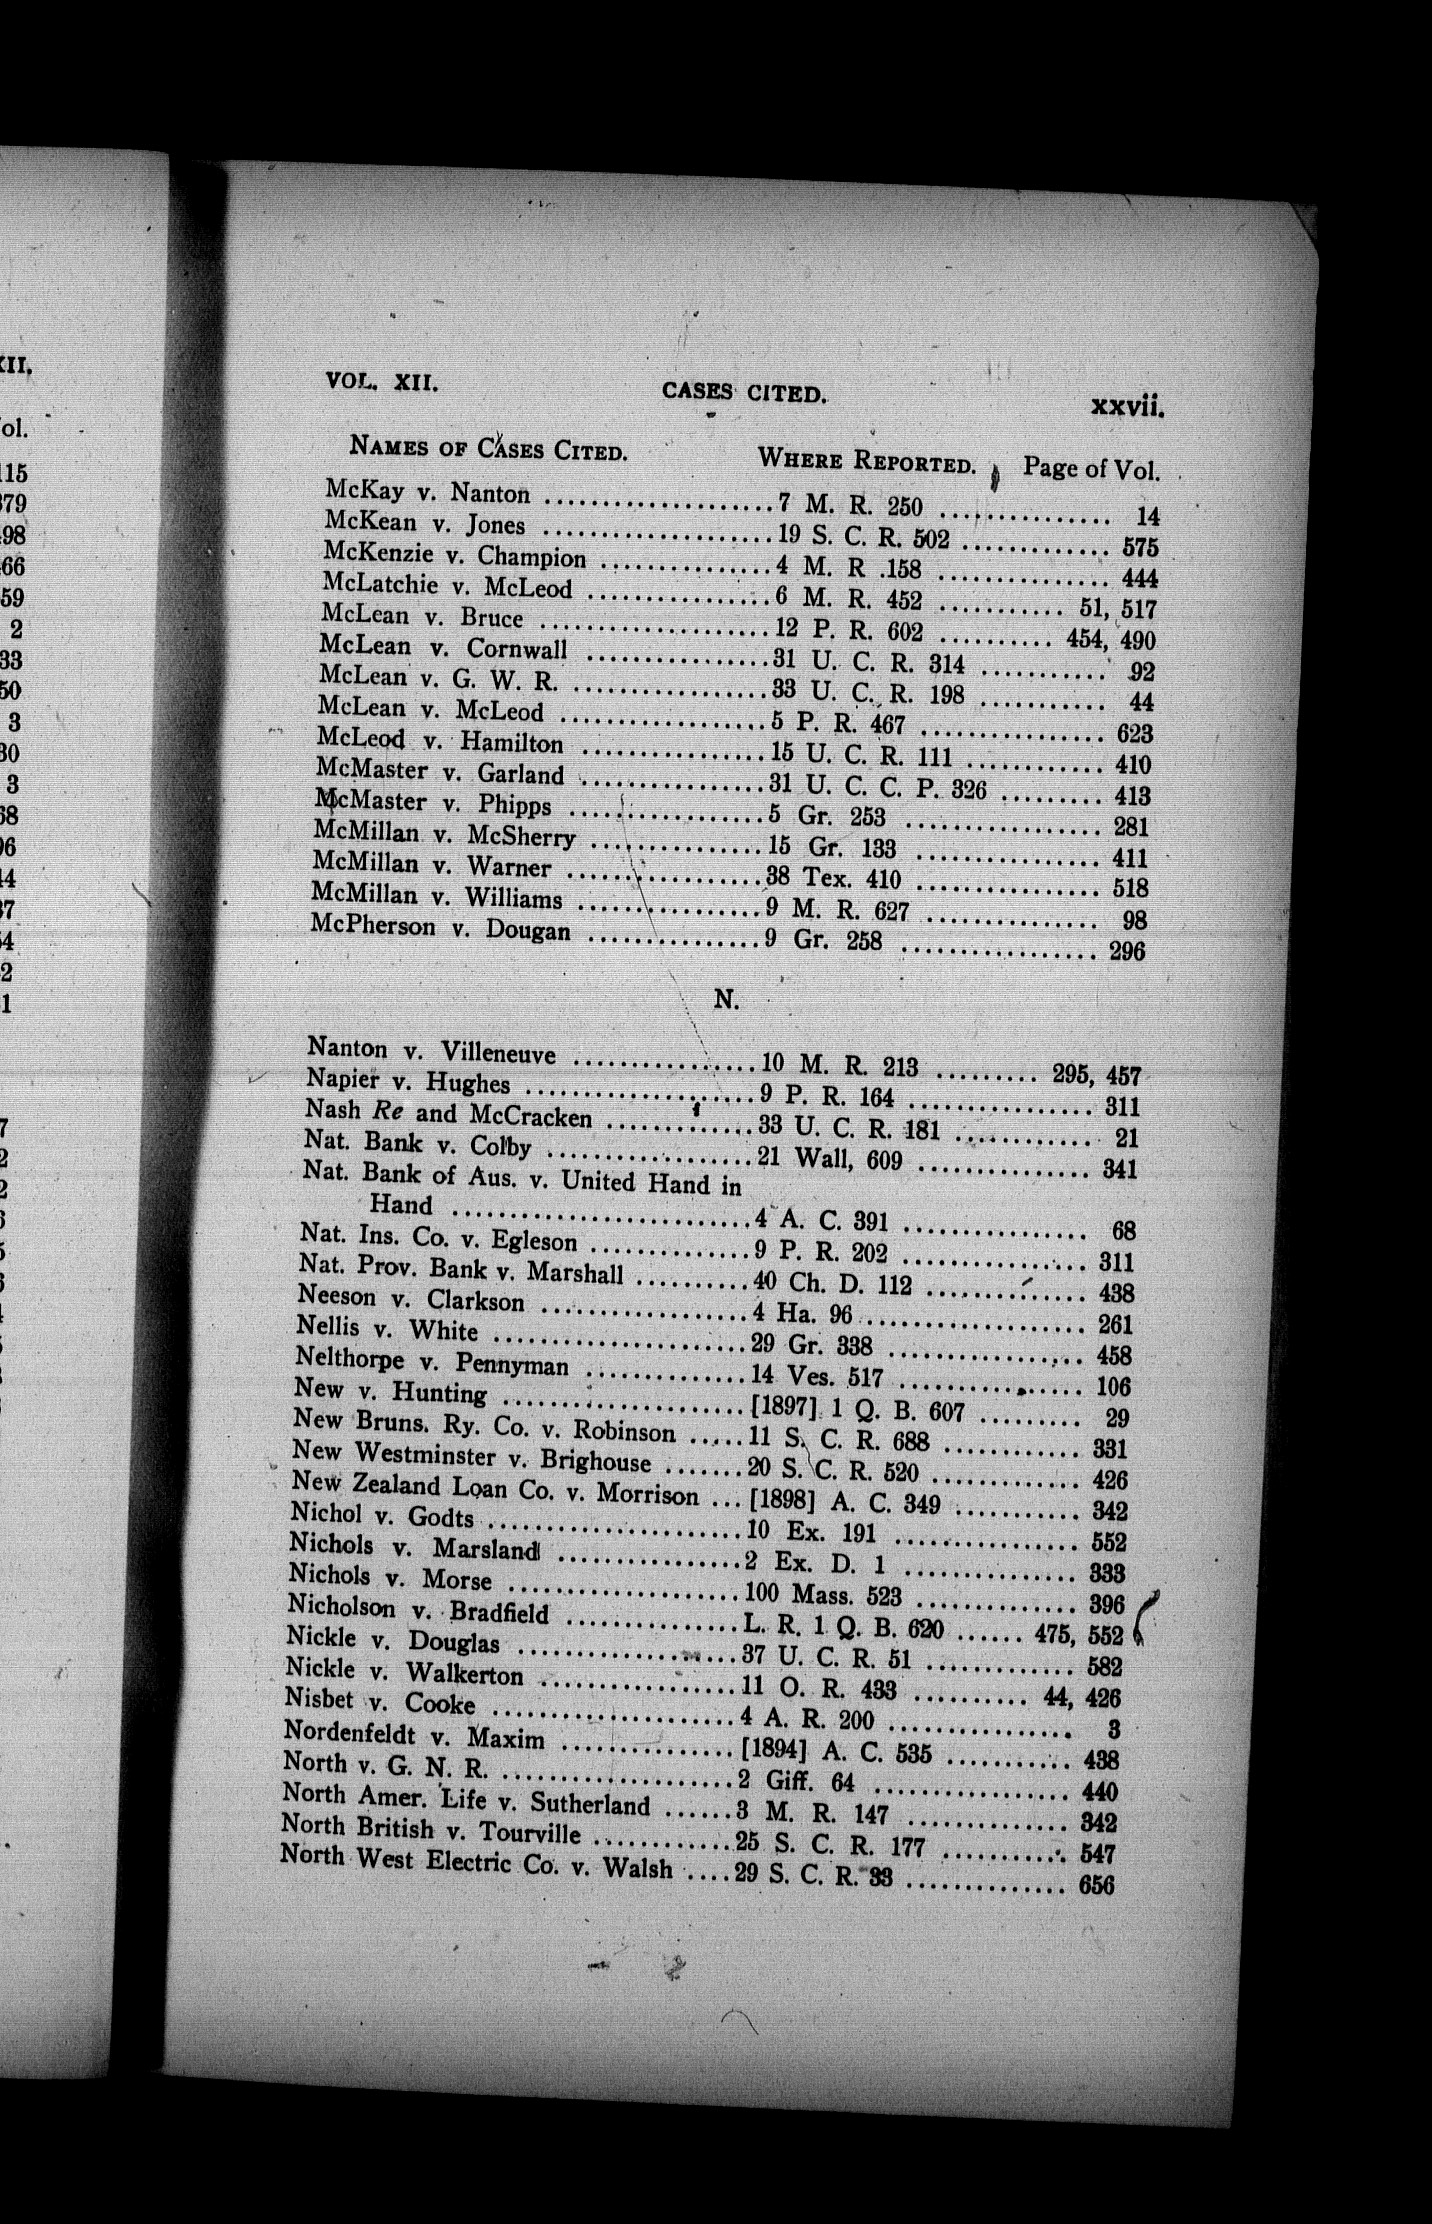 VOL. XII. CASES CITED. xxvii.
NAMES OF CASES CITED. WHERE REPORTED. Page of Vol.
McKay v. Nanton ................... 7 M. R. 250 ............... 14
McKean v. Jones ................... 19 S. C. R. 502 ............. 575
McKenzie v. Champion .............. 4 M. R .158 ............... 444
McLatchie v. McLeod ............... 6 M. R. 452 ........... 51, 517
McLean v. Bruce ................... 12 P. R. 602 .......... 454, 490
McLean v. Cornwall ................ 31 U. C. R. 314 ........... 92
McLean v. G. W. R. ................. 33 U. C. R. 198 ........... 44
McLean v. McLeod .................. 5 P. R. 467 ................ 623
McLeod v. Hamilton ................ 15 U. C. R. 111 ............ 410
McMaster v. Garland ................ 31 U. C. C. P. 326 ......... 413
McMaster v. Phipps ................. 5 Gr. 253 ................. 281
McMillan v. McSherry ............... 15 Gr. 133 ................ 411
McMillan v. Warner ................. 38 Tex. 410 ................ 518
McMillan v. Williams ................ 9 M. R. 627 ............... 98
McPherson v. Dougan ............... 9 Gr. 258 ................. 296
N.
Nanton v. Villeneuve ................ 10 M. R. 213 ......... 295, 457
Napier v. Hughes .................... 9 P. R. 164 ................ 311
Nash Re and McCracken ............. 33 U. C. R. 181 ............ 21
Nat. Bank v. Colby .................. 21 Wall, 609 ............... 341
Nat. Bank of Aus. v. United Hand in
Hand .......................... 4 A. C. 391 ................ 68
Nat. Ins. Co. v. Egleson .............. 9 P. R. 202 ................ 311
Nat. Prov. Bank v. Marshall .......... 40 Ch. D. 112 .............. 438
Neeson v. Clarkson .................. 4 Ha. 96 ................... 261
Nellis v. White ...................... 29 Gr. 338 ................. 458
Nelthorpe v. Pennyman .............. 14 Ves. 517 ................ 106
New v. Hunting ..................... [1897] 1 Q. B. 607 ......... 29
New Bruns. Ry. Co. v. Robinson ..... 11 S. C. R. 688 ............ 331
New Westminster v. Brighouse ....... 20 S. C. R. 520 ............. 426
New Zealand Loan Co. v. Morrison ... [1898] A. C. 349 ........... 342
Nichol v. Godts ...................... 10 Ex. 191 ................ 552
Nichols v. Marsland ................ 2 Ex. D. 1 ............... 333
Nichols v. Morse .................... 100 Mass. 523 .............. 396
Nicholson v. Bradfield ............... L. R. 1 Q. B. 620 ...... 475, 552
Nickle v. Douglas ................... 37 U. C. R. 51 ............. 582
Nickle v. Walkerton ................. 11 O. R. 433 .......... 44, 426
Nisbet v. Cooke ..................... 4 A. R. 200 ................ 3
Nordenfeldt v. Maxim ............... [1894] A. C. 535 ........... 438
North v. G. N. R. .................... 2 Giff. 64 ................. 440
North Amer. Life v. Sutherland ...... 3 M. R. 147 .............. 342
North British v. Tourville ............ 25 S. C. R. 177 ........... 547
North West Electric Co. v. Walsh .... 29 S. C. R. 33 .............. 656